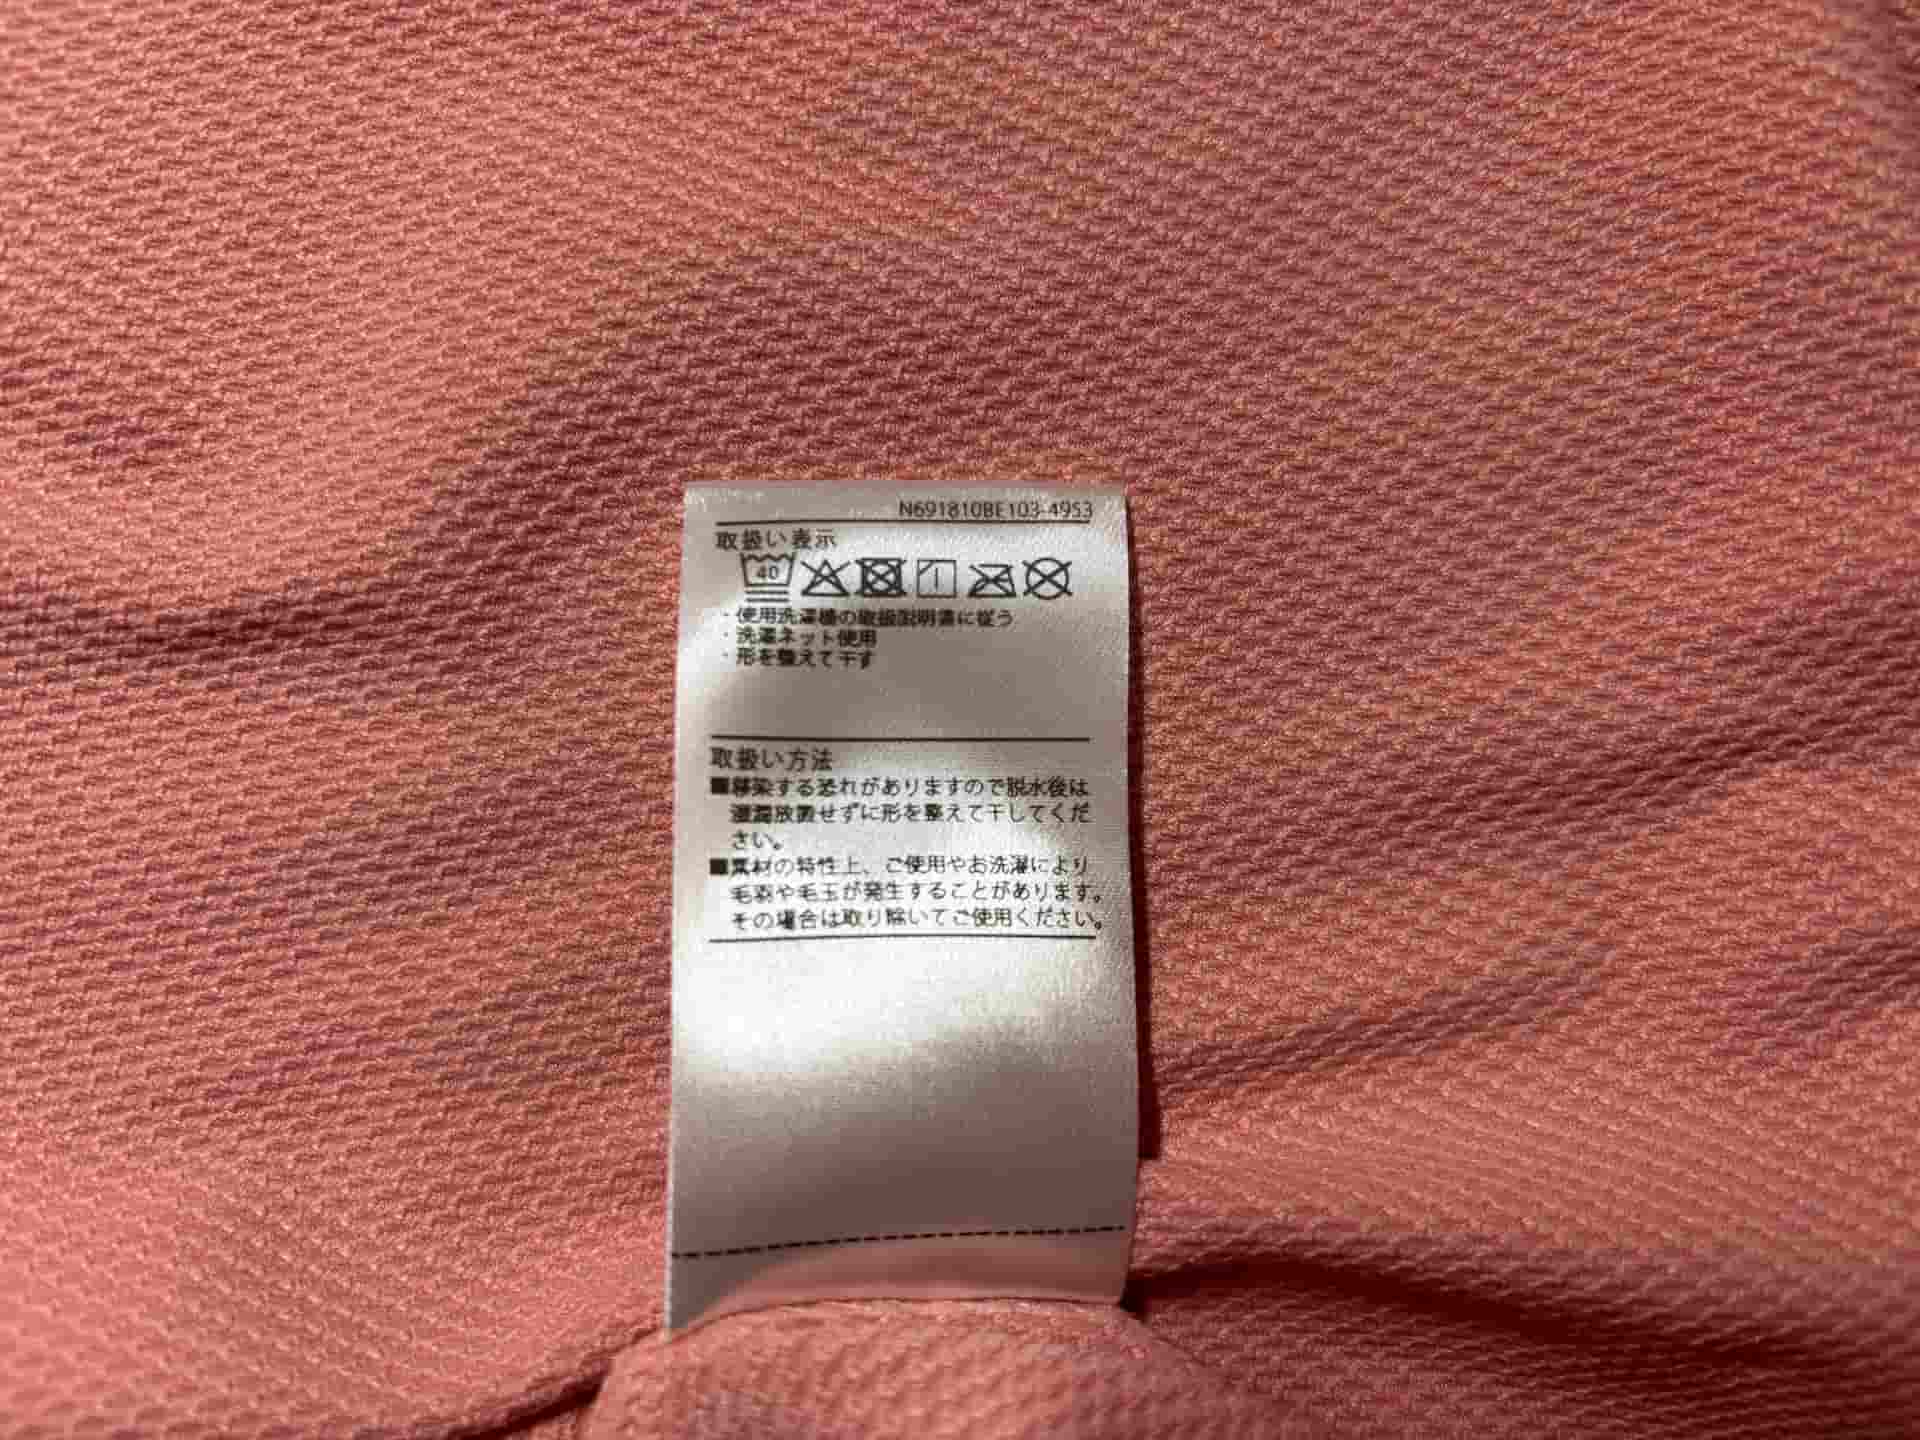 N691810BE103-4953
取扱い表示
40
・使用洗濯機の取扱説明書に従う
・洗濯ネット使用
・形を整えて干す
取扱い方法
■移染する恐れがありますので脱水後は
湿潤放置せずに形を整えて干してくだ
さい。
■素材の特性上、ご使用やお洗濯により
毛羽や毛玉が発生することがあります。
その場合は取り除いてご使用ください。